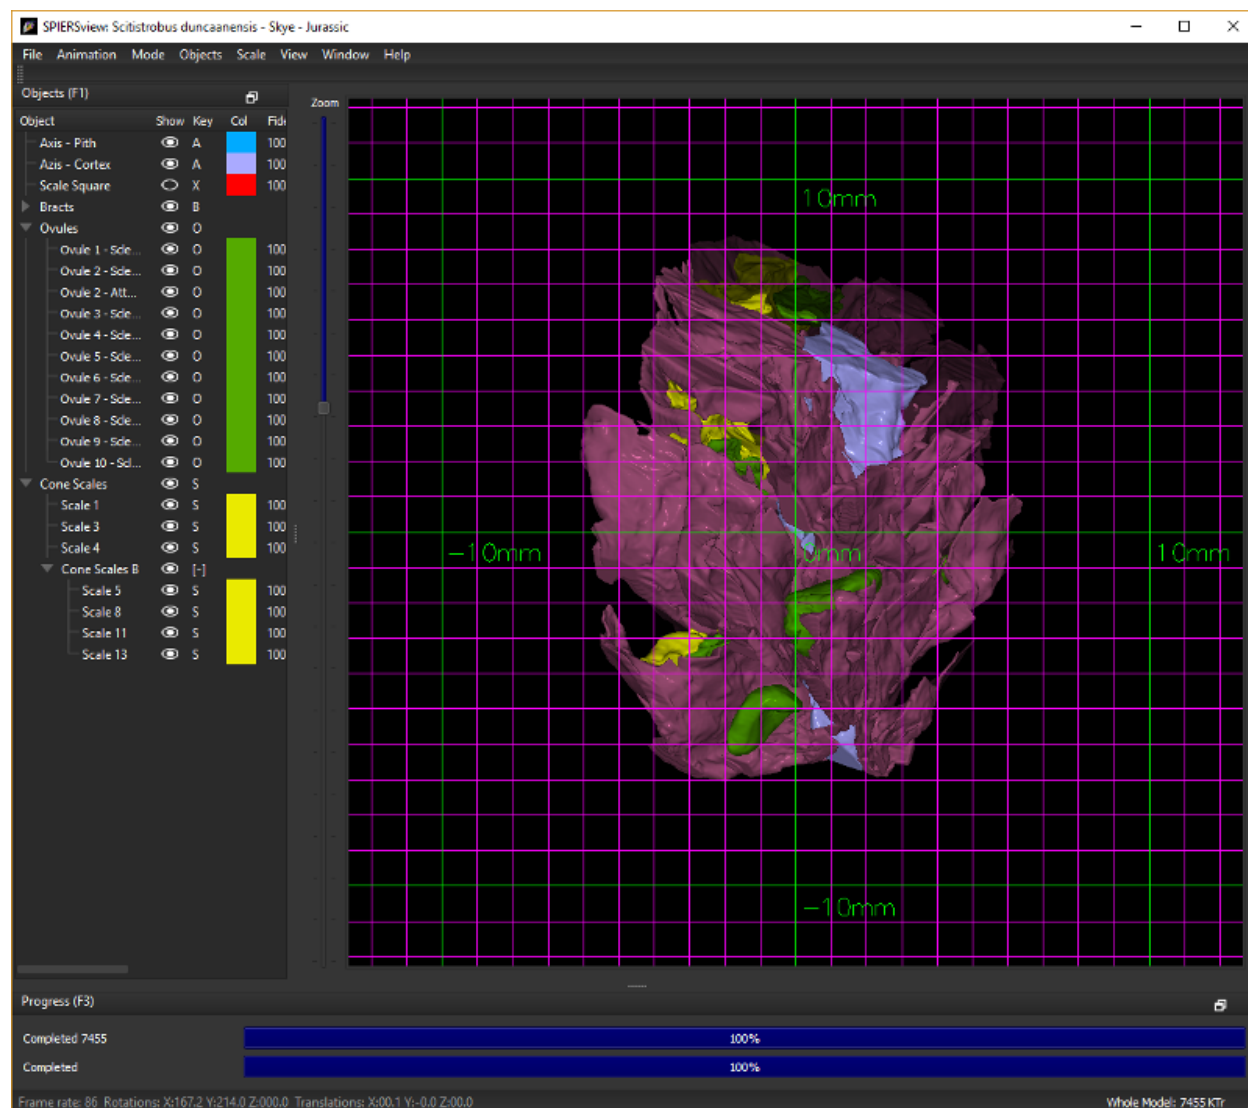 SPIERSview: Scitistrobus duncaanensis - Skye - Jurassic
File Animation Mode Objects Scale View Window Help
Objects (F1)
Zoom
Object Show Key Col Fid
Axis - Pith A 100
Azis - Cortex A 100
Scale Square X 100
Bracts B
Ovules O
Ovule 1 - Scle... O 100
Ovule 2 - Scle... O 100
Ovule 2 - Att... O 100
Ovule 3 - Scle... O 100
Ovule 4 - Scle... O 100
Ovule 5 - Scle... O 100
Ovule 6 - Scle... O 100
Ovule 7 - Scle... O 100
Ovule 8 - Scle... O 100
Ovule 9 - Scle... O 100
Ovule 10 - Scl... O 100
Cone Scales S
Scale 1 S 100
Scale 3 S 100
Scale 4 S 100
Cone Scales B [-]
Scale 5 S 100
Scale 8 S 100
Scale 11 S 100
Scale 13 S 100
10mm
-10mm 0mm 10mm
-10mm
Progress (F3)
Completed 7455 100%
Completed 100%
Frame rate: 86 Rotations: X:167.2 Y:214.0 Z:000.0 Translations: X:00.1 Y:-0.0 Z:00.0 Whole Model: 7455 KTr